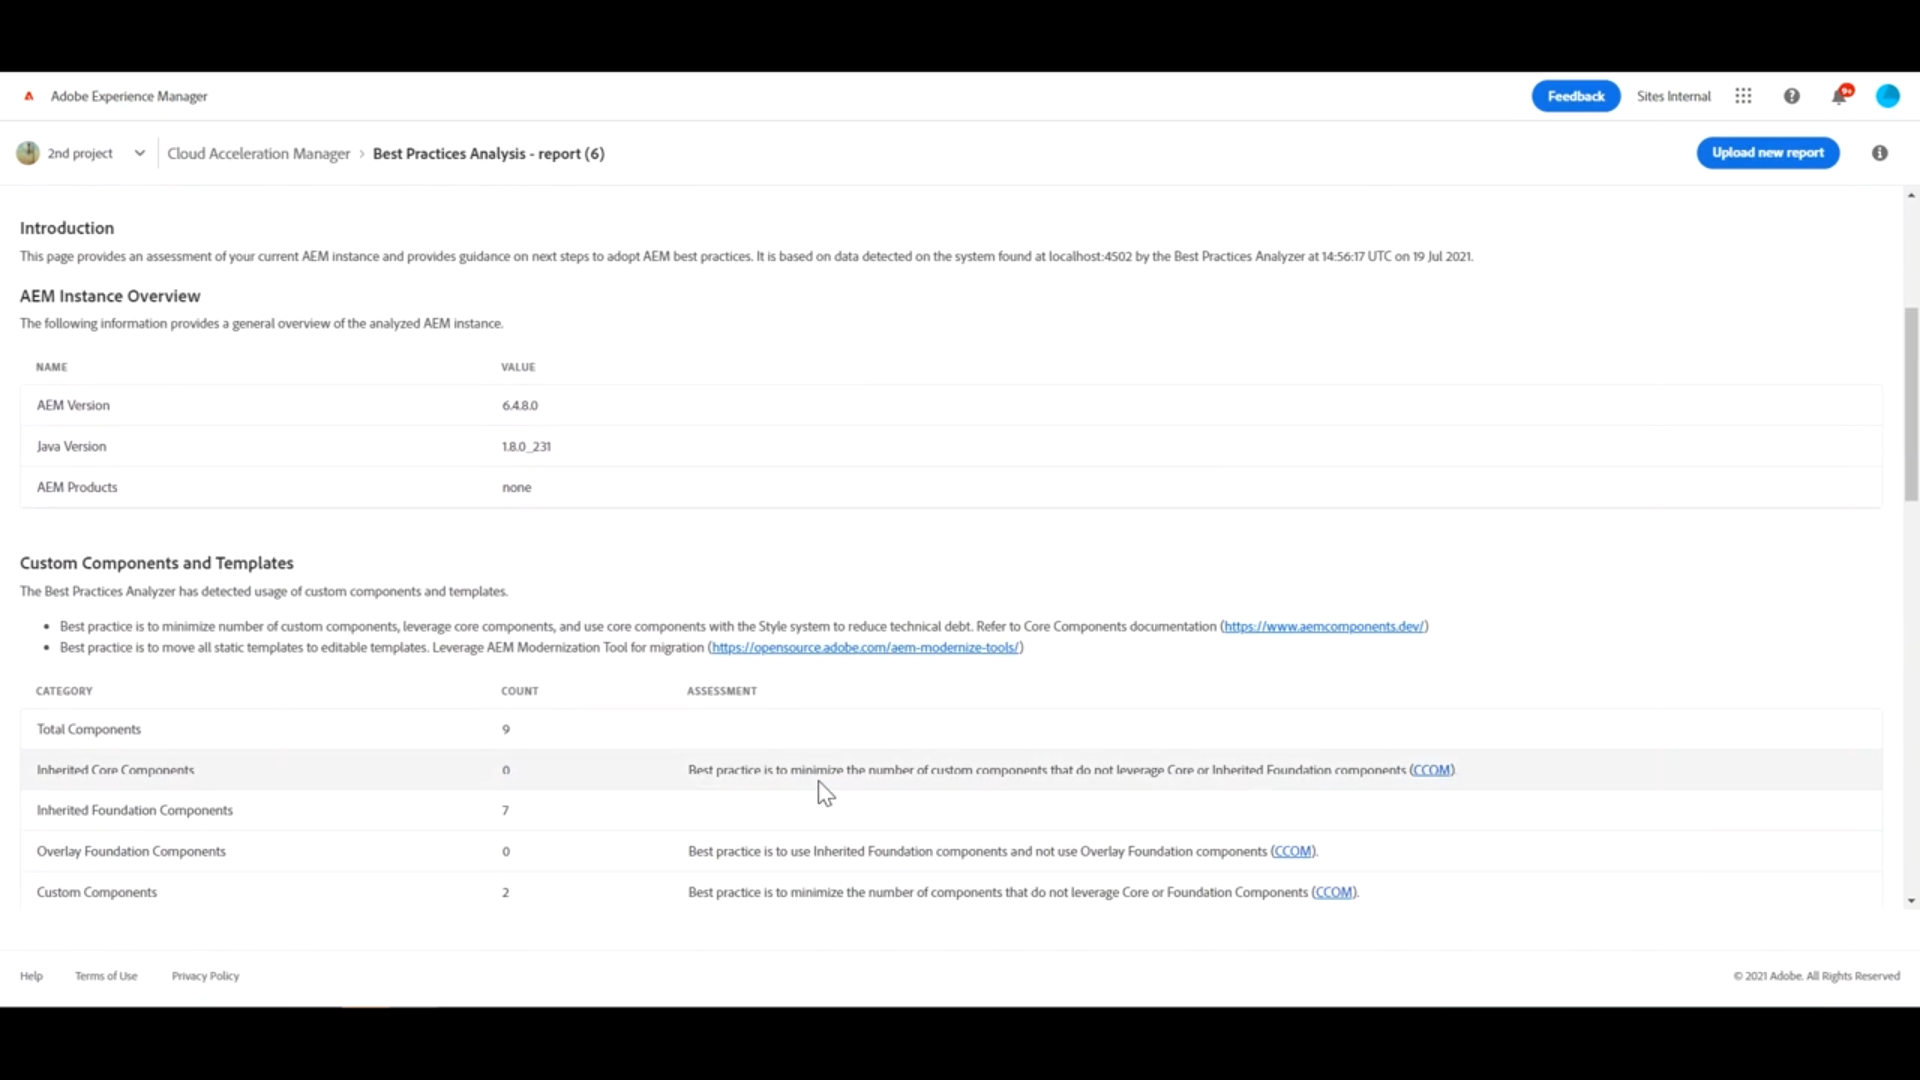 Adobe Experience Manager
Feedback Sites Internal 9+
2nd project Cloud Acceleration Manager › Best Practices Analysis - report (6) Upload new report
Introduction
This page provides an assessment of your current AEM instance and provides guidance on next steps to adopt AEM best practices. It is based on data detected on the system found at localhost:4502 by the Best Practices Analyzer at 14:56:17 UTC on 19 Jul 2021.
AEM Instance Overview
The following information provides a general overview of the analyzed AEM instance.
NAME VALUE
AEM Version 6.4.8.0
Java Version 1.8.0_231
AEM Products none
Custom Components and Templates
The Best Practices Analyzer has detected usage of custom components and templates.
• Best practice is to minimize number of custom components, leverage core components, and use core components with the Style system to reduce technical debt. Refer to Core Components documentation (https://www.aemcomponents.dev/)
• Best practice is to move all static templates to editable templates. Leverage AEM Modernization Tool for migration (https://opensource.adobe.com/aem-modernize-tools/)
CATEGORY COUNT ASSESSMENT
Total Components 9
Inherited Core Components 0 Best practice is to minimize the number of custom components that do not leverage Core or Inherited Foundation components (CCOM).
Inherited Foundation Components 7
Overlay Foundation Components 0 Best practice is to use Inherited Foundation components and not use Overlay Foundation components (CCOM).
Custom Components 2 Best practice is to minimize the number of components that do not leverage Core or Foundation Components (CCOM).
Help Terms of Use Privacy Policy © 2021 Adobe. All Rights Reserved